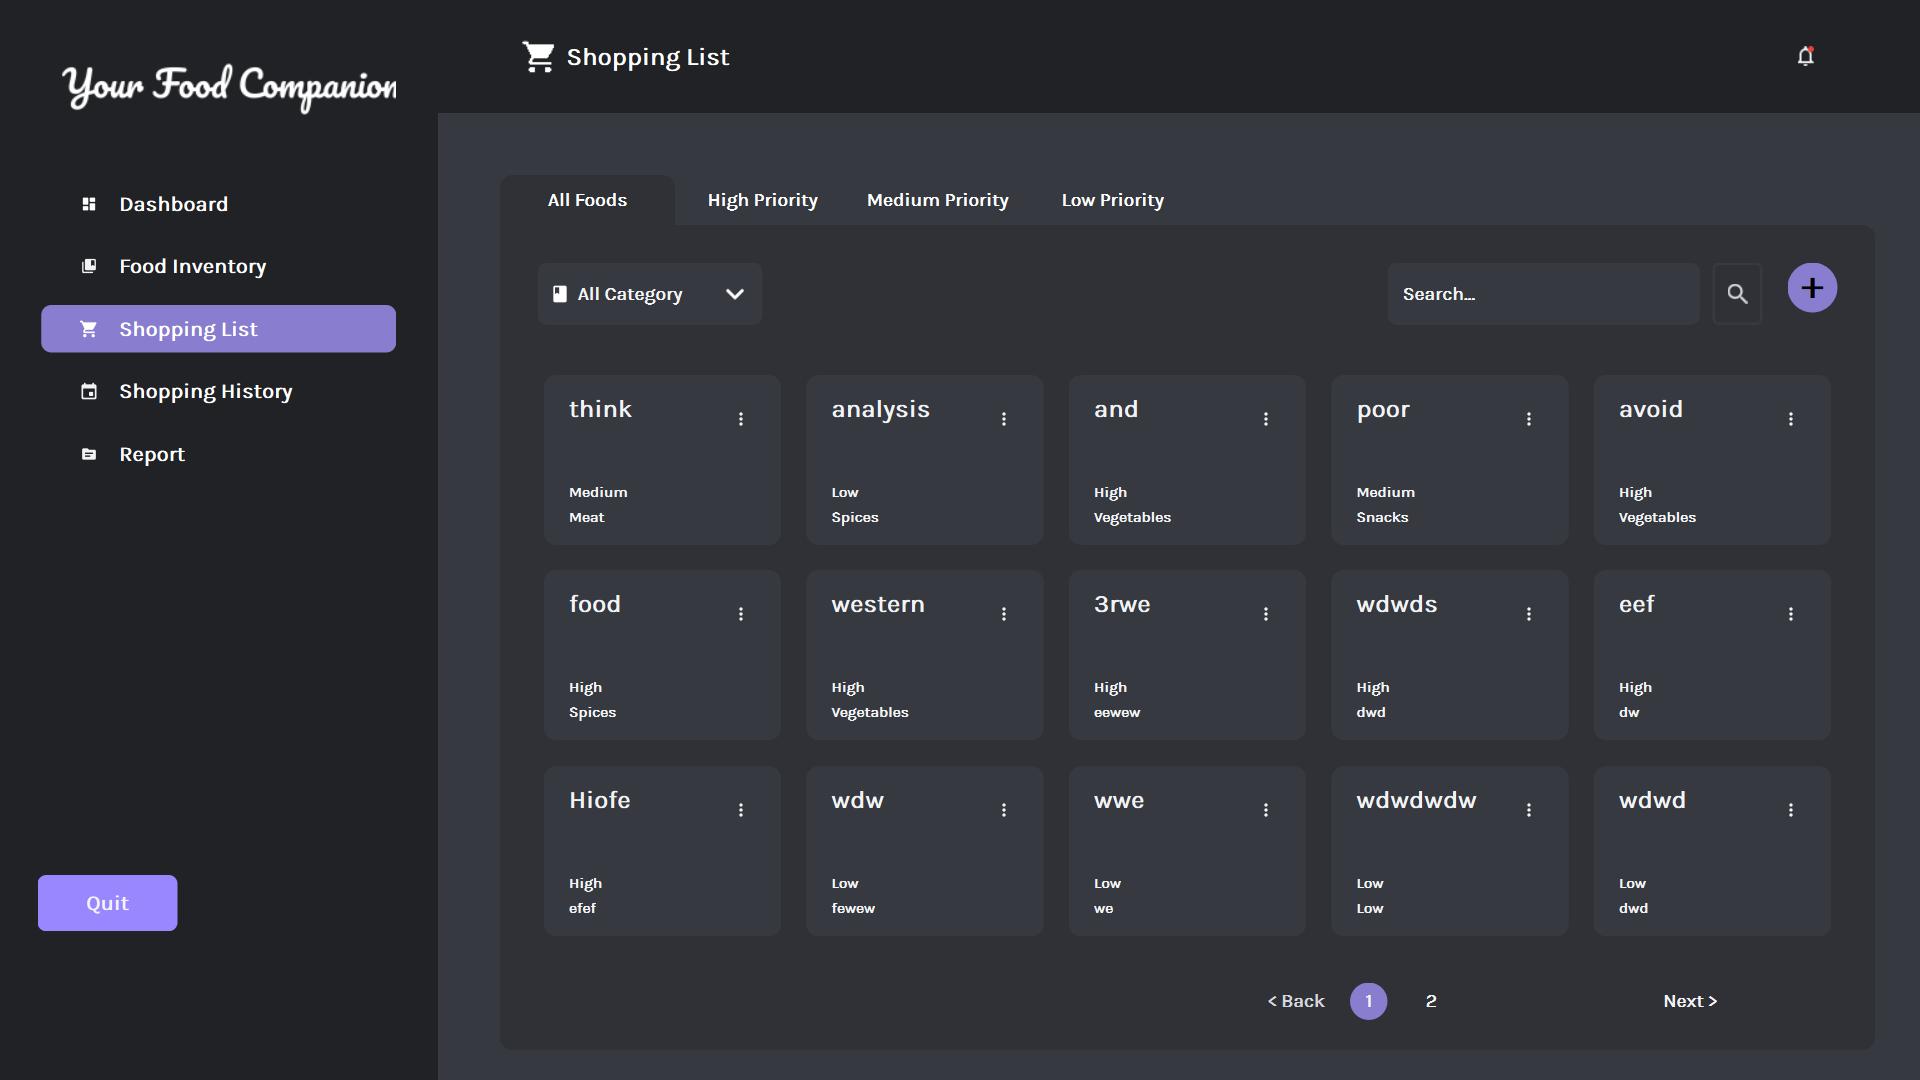 Your Food Companion
Shopping List
Dashboard
Food Inventory
Shopping List
Shopping History
Report
Quit
All Foods
High Priority
Medium Priority
Low Priority
All Category
Search...
+
think
Medium
Meat
analysis
Low
Spices
and
High
Vegetables
poor
Medium
Snacks
avoid
High
Vegetables
food
High
Spices
western
High
Vegetables
3rwe
High
eewew
wdwds
High
dwd
eef
High
dw
Hiofe
High
efef
wdw
Low
fewew
wwe
Low
we
wdwdwdw
Low
Low
wdwd
Low
dwd
< Back 1 2 Next >